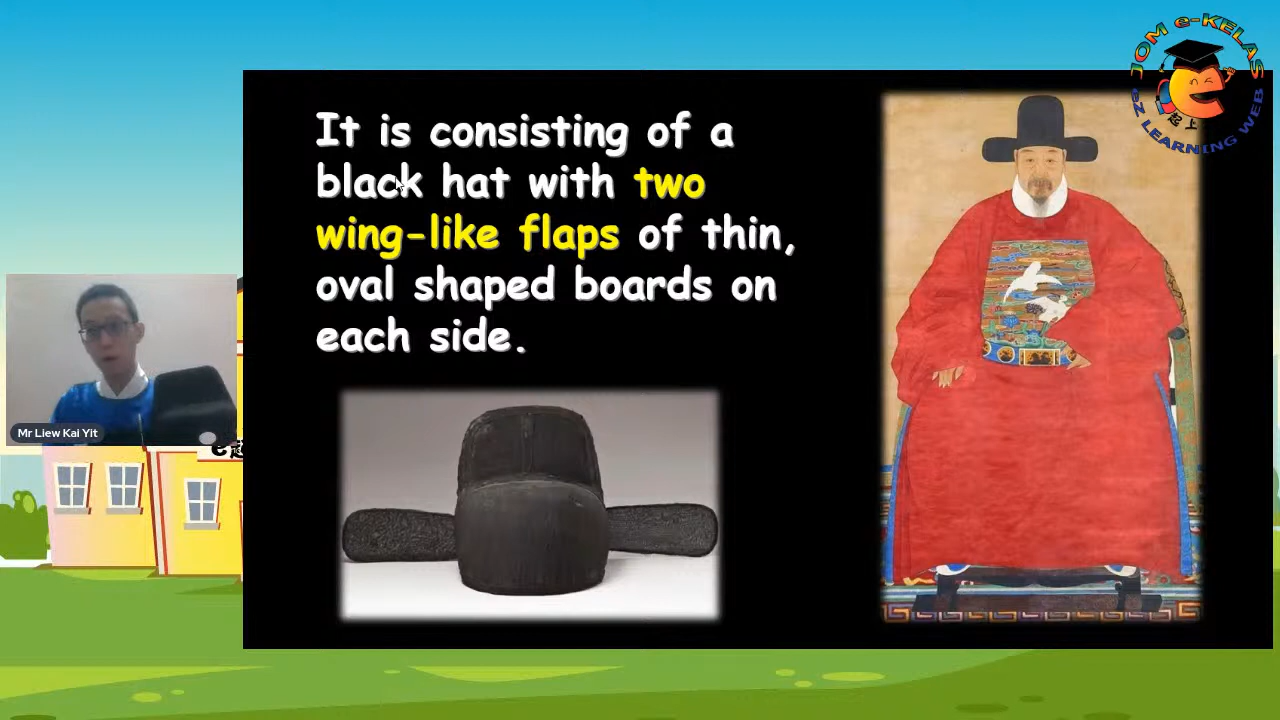 JOM e-KELAS
EZ LEARNING WEB
It is consisting of a
black hat with two
wing-like flaps of thin,
oval shaped boards on
each side.
Mr Liew Kai Yit